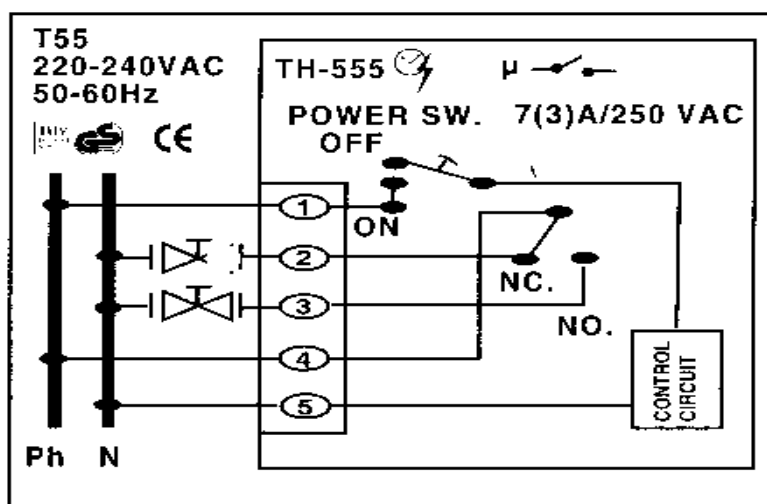 T55
220-240VAC
50-60Hz
CE
TH-555
µ
POWER SW.
7(3)A/250 VAC
OFF
1
ON
2
NC.
3
NO.
4
5
CONTROL
CIRCUIT
Ph
N